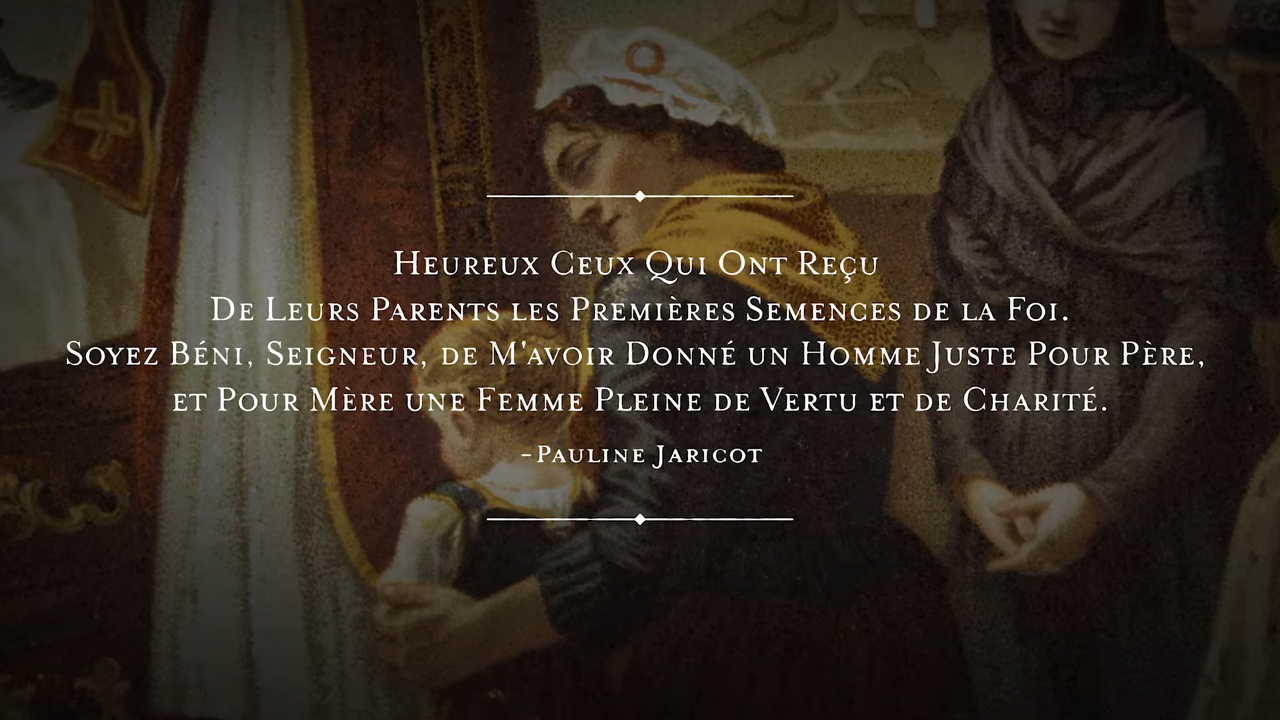 Heureux Ceux Qui Ont Reçu
De Leurs Parents les Premières Semences de la Foi.
Soyez Béni, Seigneur, de M'avoir Donné un Homme Juste Pour Père,
et Pour Mère une Femme Pleine de Vertu et de Charité.
-Pauline Jaricot